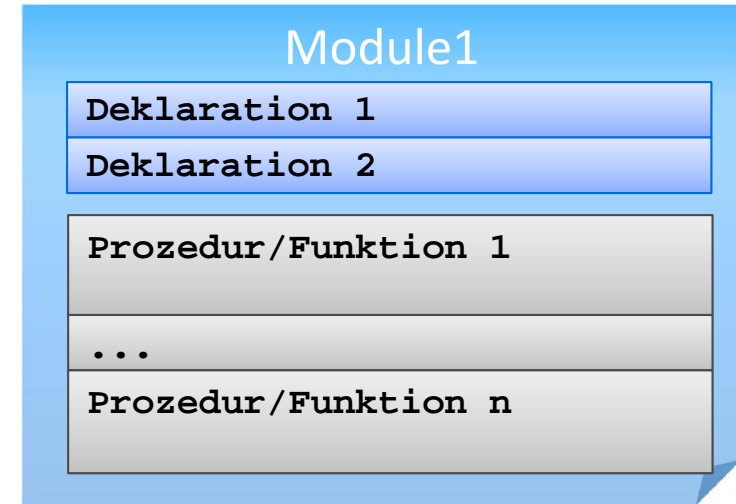 Module1
Deklaration 1
Deklaration 2
Prozedur/Funktion 1
...
Prozedur/Funktion n